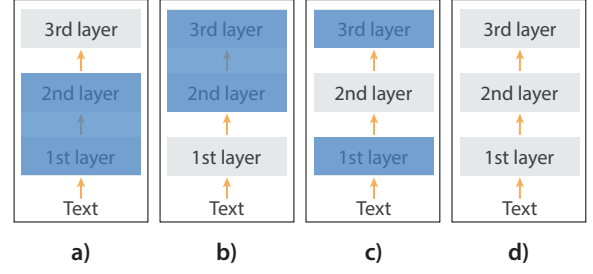 3rd layer
2nd layer
1st layer
Text
a)
3rd layer
2nd layer
1st layer
Text
b)
3rd layer
2nd layer
1st layer
Text
c)
3rd layer
2nd layer
1st layer
Text
d)